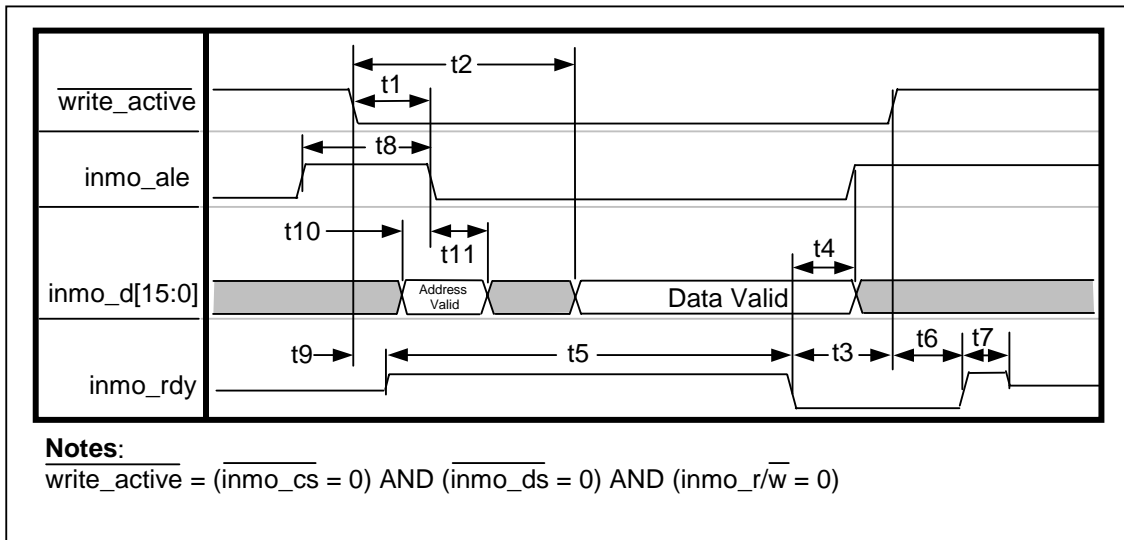 t2
t1
write_active
t8
inmo_ale
t10
t11
t4
inmo_d[15:0]
Address
Valid
Data Valid
t9
t5
t3
t6
t7
inmo_rdy
Notes:
write_active = (inmo_cs = 0) AND (inmo_ds = 0) AND (inmo_r/w = 0)